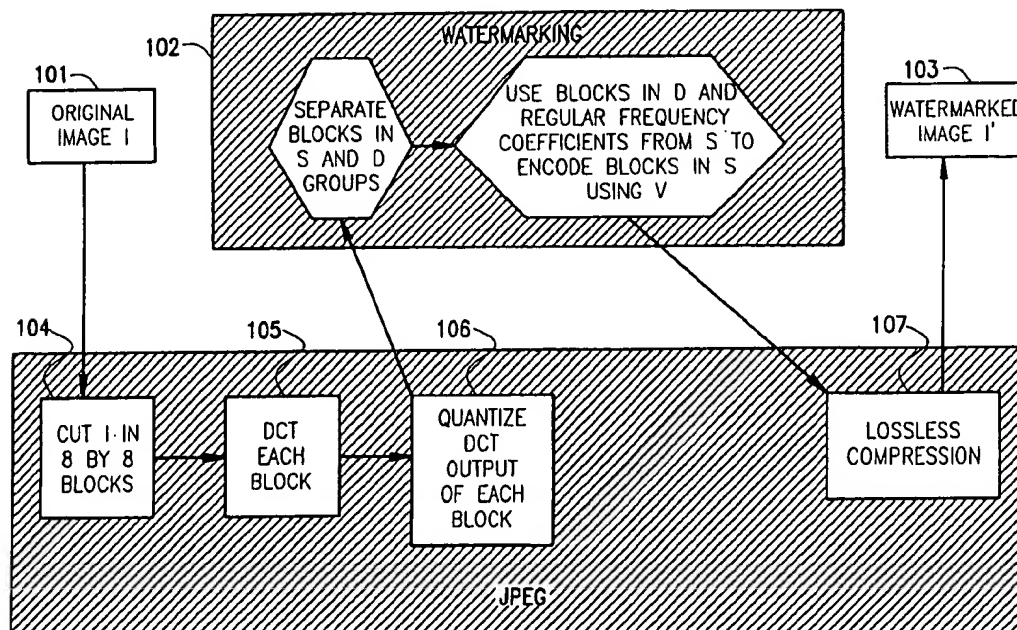 WATERMARKING
102
101
ORIGINAL
IMAGE I
SEPARATE
BLOCKS IN
S AND D
GROUPS
USE BLOCKS IN D AND
REGULAR FREQUENCY
COEFFICIENTS FROM S TO
ENCODE BLOCKS IN S
USING V
103
WATERMARKED
IMAGE I'
104
CUT I IN
8 BY 8
BLOCKS
105
DCT
EACH
BLOCK
106
QUANTIZE
DCT
OUTPUT
OF EACH
BLOCK
107
LOSSLESS
COMPRESSION
JPEG